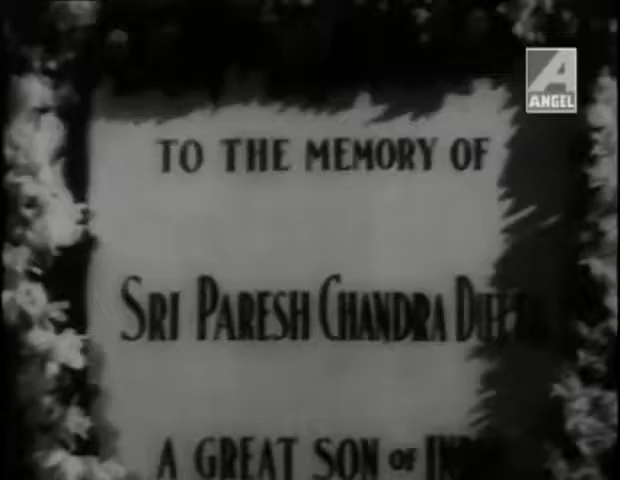 ANGEL
TO THE MEMORY OF
SRI PARESH CHANDRA
A GREAT SON OF